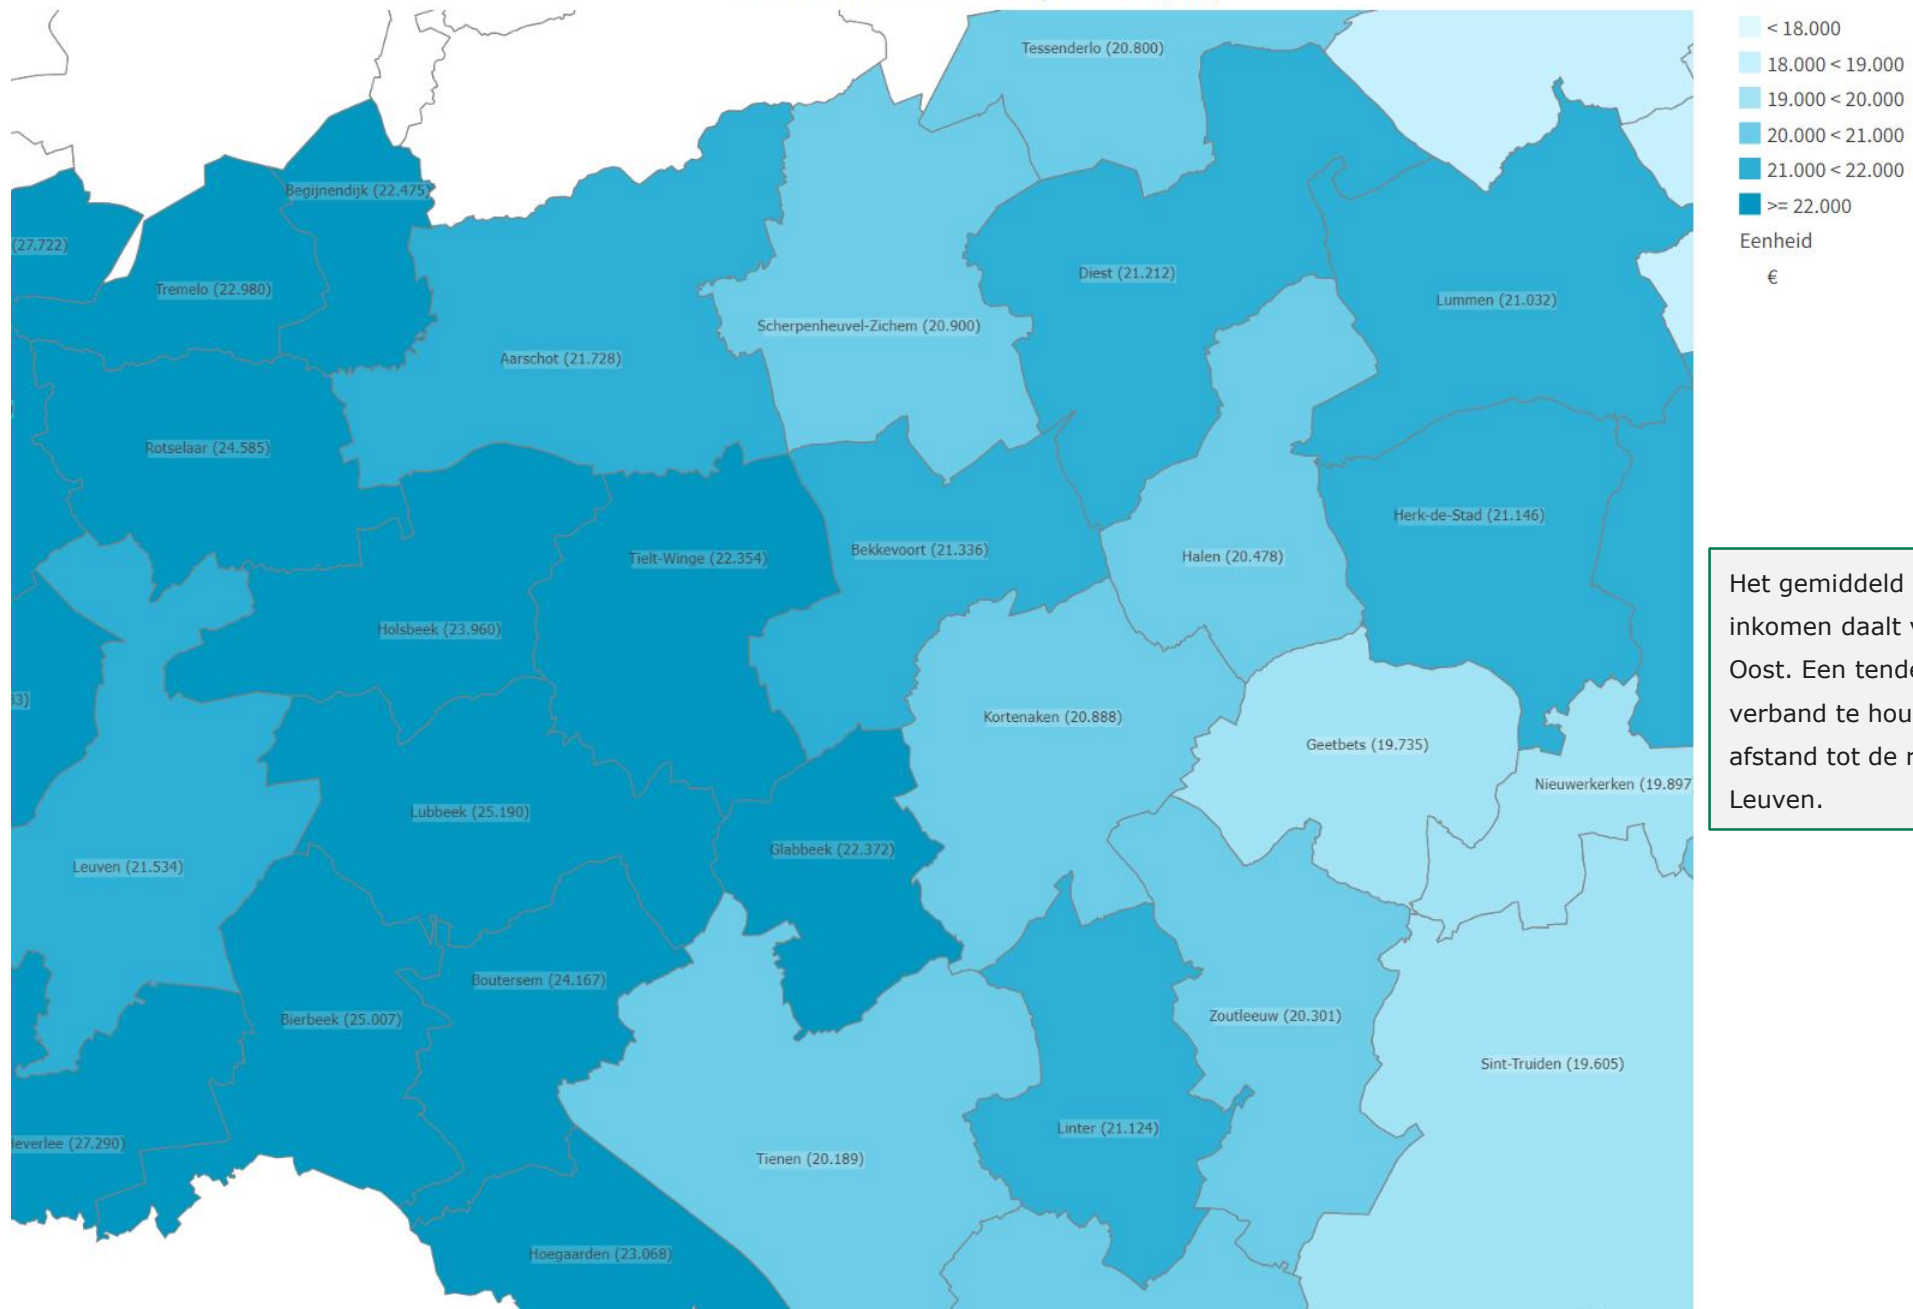 Tessenderlo (20.800)
Begijnendijk (22.475)
(27.722)
Tremelo (22.980)
Diest (21.212)
Lummen (21.032)
Scherpenheuvel-Zichem (20.900)
Aarschot (21.728)
Rotselaar (24.585)
Herk-de-Stad (21.146)
Bekkevoort (21.336)
Tielt-Winge (22.354)
Halen (20.478)
Holsbeek (23.960)
Kortenaken (20.888)
Geetbets (19.735)
Nieuwerkerken (19.897)
Lubbeek (25.190)
Glabbeek (22.372)
Leuven (21.534)
Boutersem (24.167)
Bierbeek (25.007)
Zoutleeuw (20.301)
Sint-Truiden (19.605)
Linter (21.124)
everlee (27.290)
Tienen (20.189)
Hoegaarden (23.068)
< 18.000
18.000 < 19.000
19.000 < 20.000
20.000 < 21.000
21.000 < 22.000
>= 22.000
Eenheid
€
Het gemiddeld
inkomen daalt
Oost. Een tende
verband te hou
afstand tot de
Leuven.